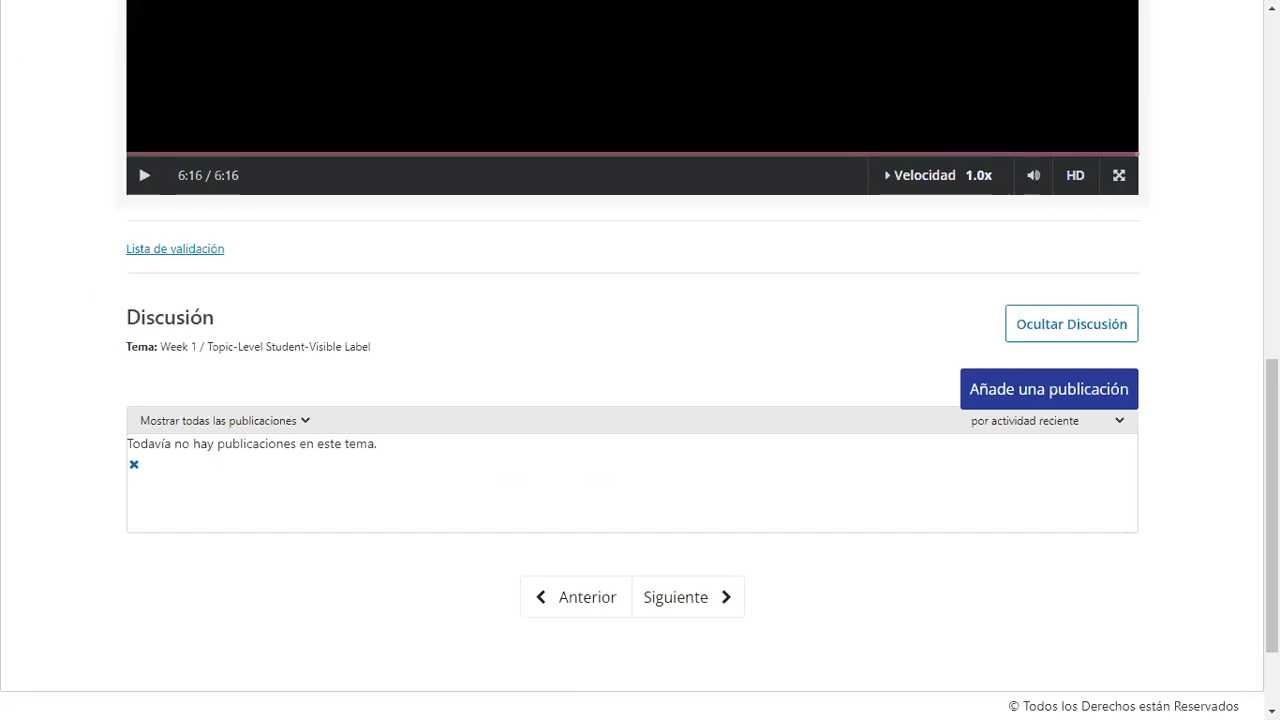 6:16 / 6:16
Velocidad 1.0x
HD
Lista de validación
Discusión
Ocultar Discusión
Tema: Week 1 / Topic-Level Student-Visible Label
Añade una publicación
Mostrar todas las publicaciones
por actividad reciente
Todavía no hay publicaciones en este tema.
Anterior
Siguiente
© Todos los Derechos están Reservados